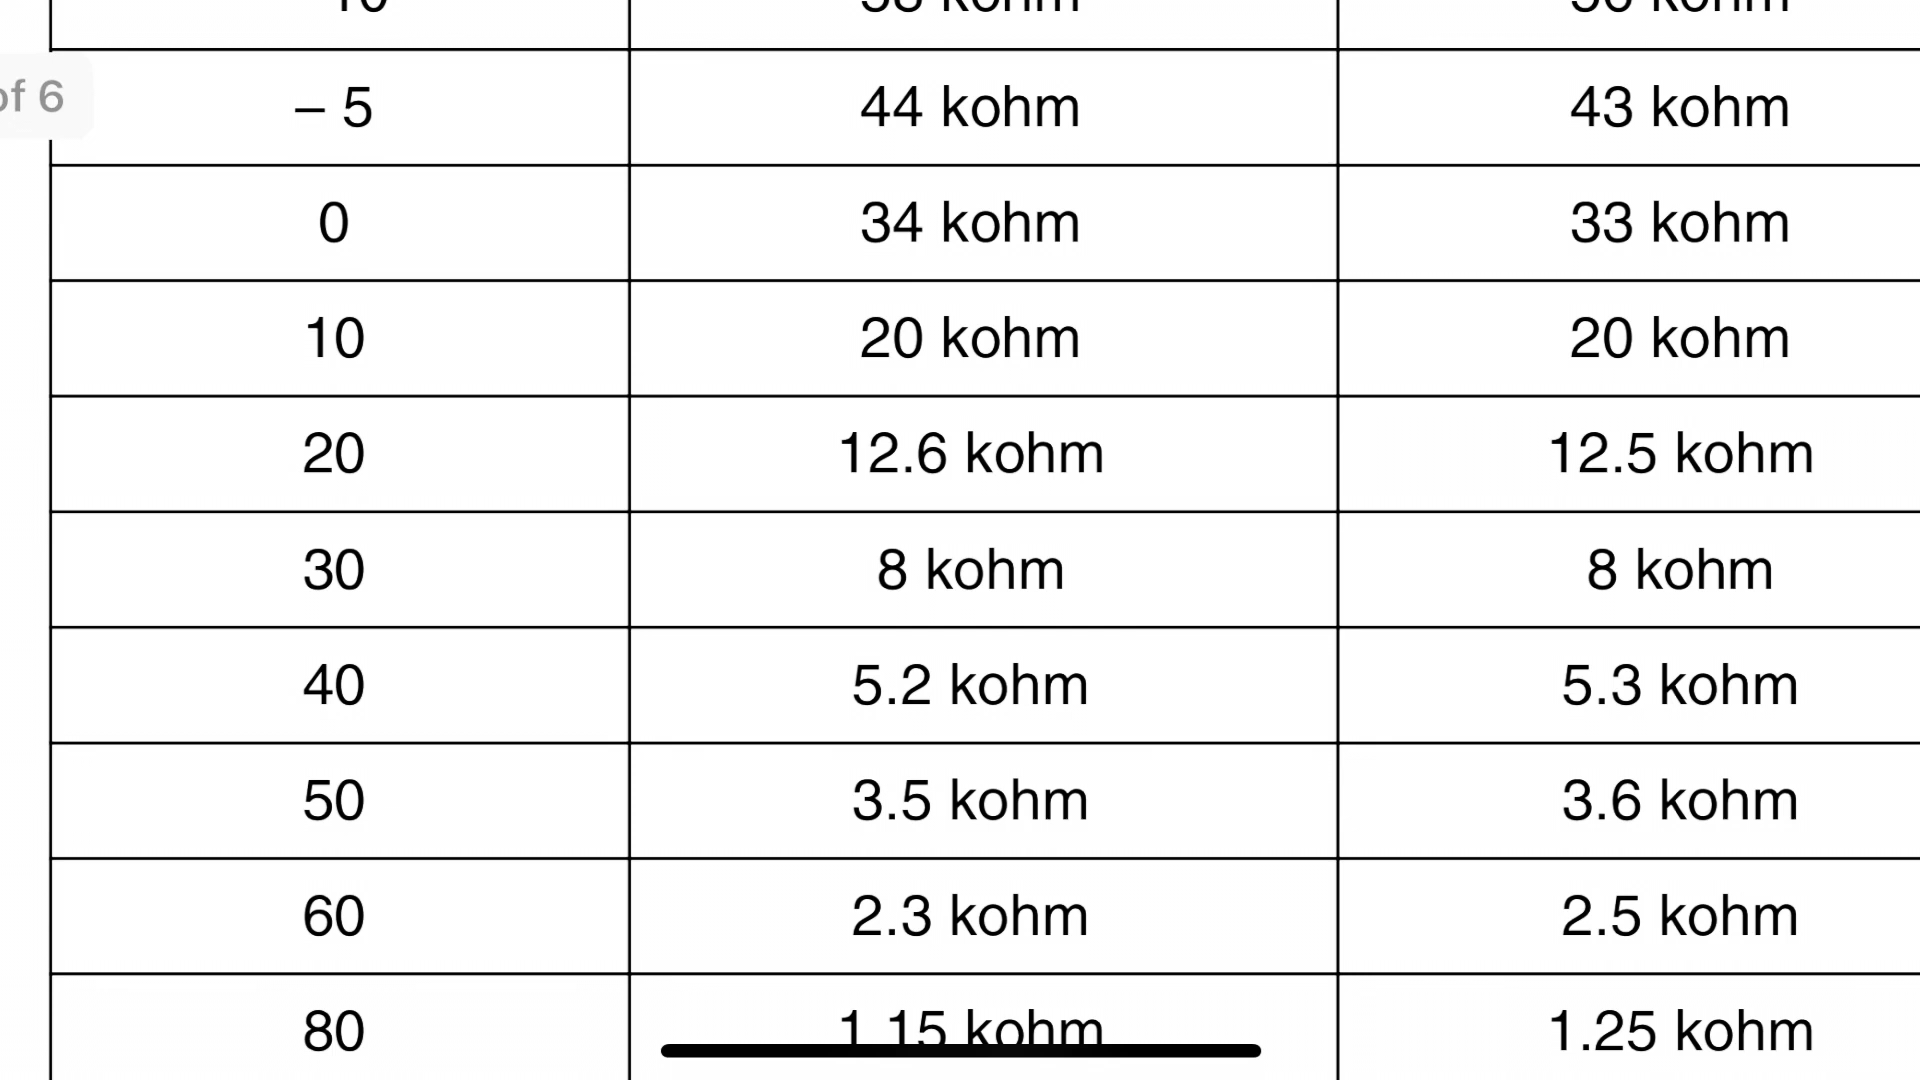 of 6
– 5 44 kohm 43 kohm
0 34 kohm 33 kohm
10 20 kohm 20 kohm
20 12.6 kohm 12.5 kohm
30 8 kohm 8 kohm
40 5.2 kohm 5.3 kohm
50 3.5 kohm 3.6 kohm
60 2.3 kohm 2.5 kohm
80 1.15 kohm 1.25 kohm